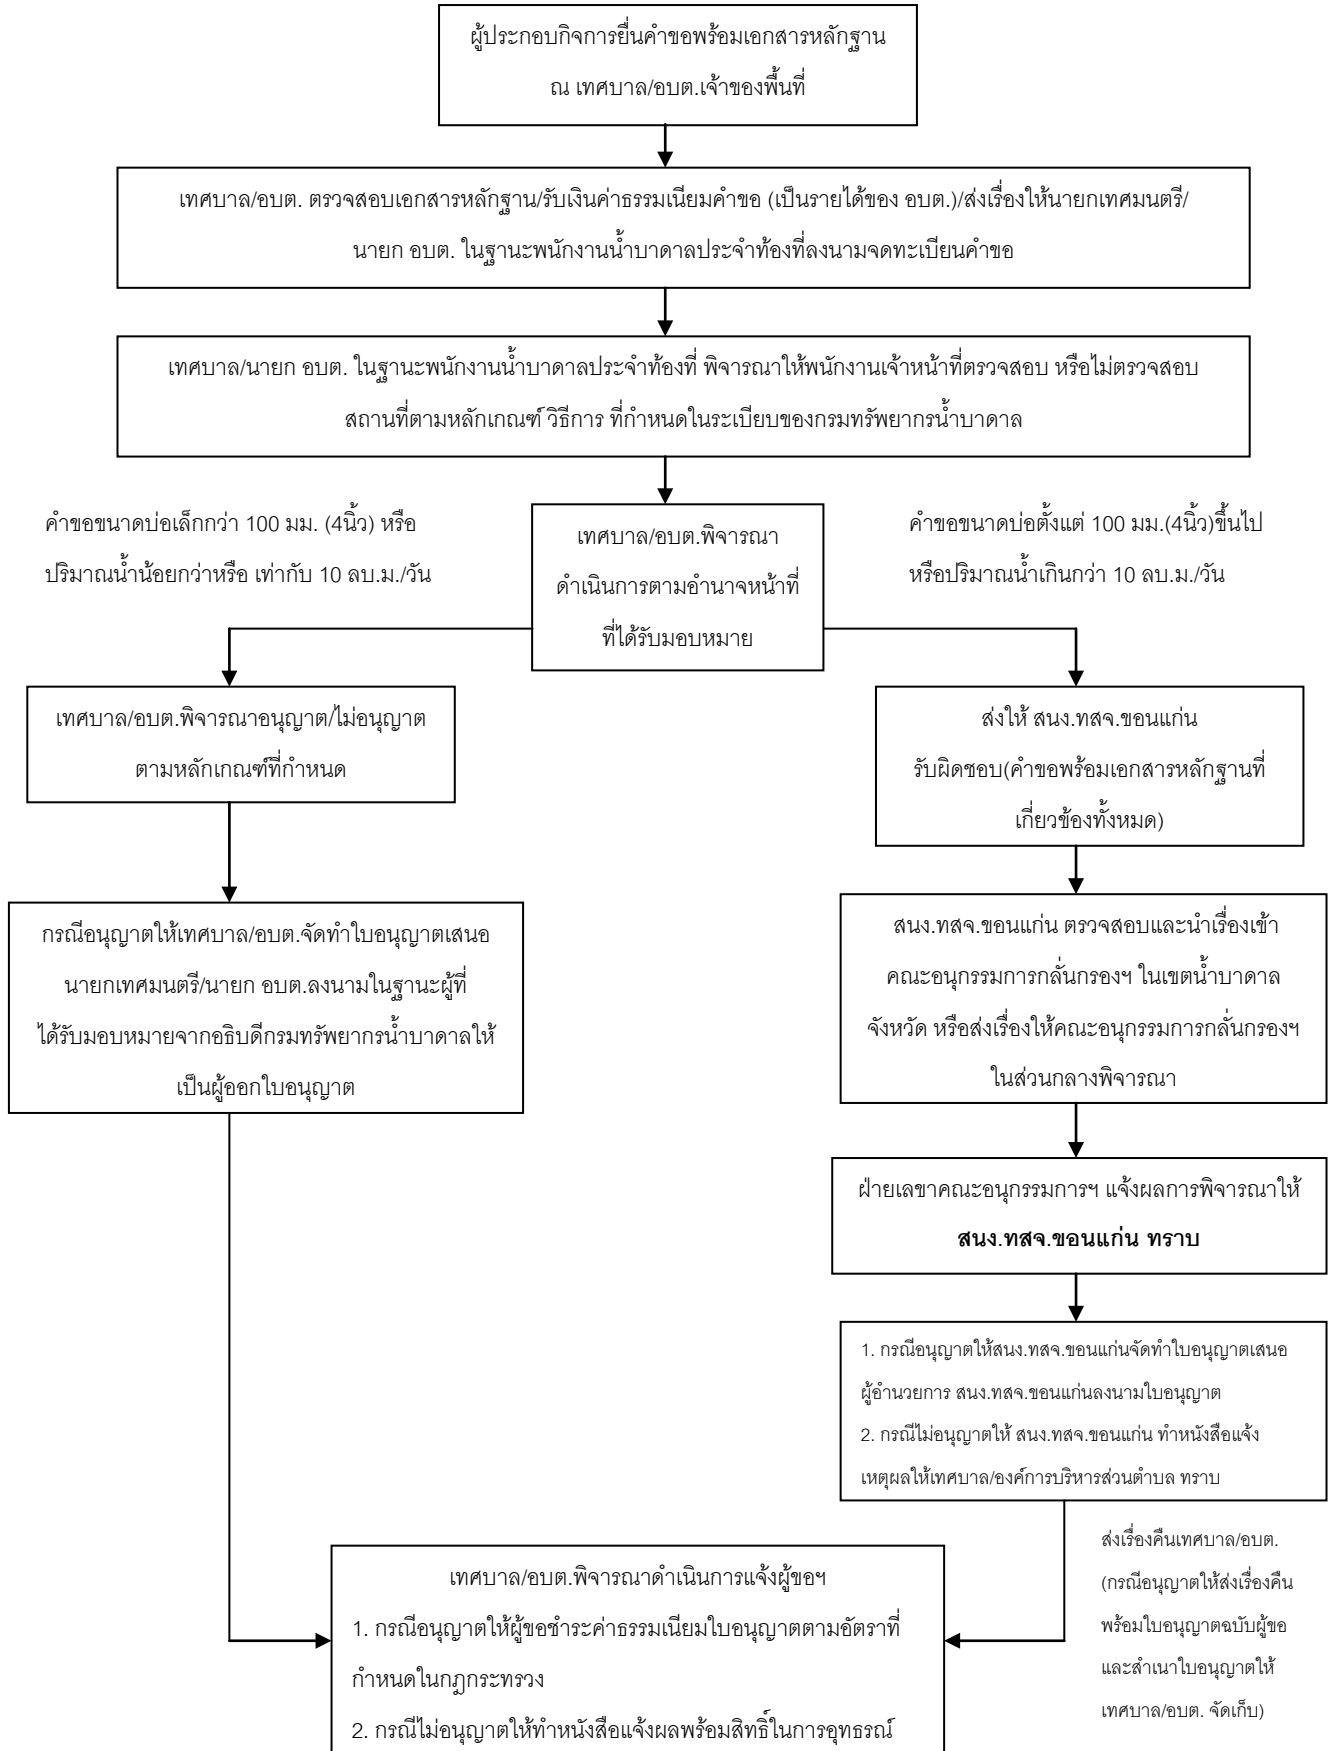 ผู้ประกอบกิจการยื่นคำขอพร้อมเอกสารหลักฐาน
ณ เทศบาล/อบต.เจ้าของพื้นที่
เทศบาล/อบต. ตรวจสอบเอกสารหลักฐาน/รับเงินค่าธรรมเนียมคำขอ (เป็นรายได้ของ อบต.)/ส่งเรื่องให้นายกเทศมนตรี/
นายก อบต. ในฐานะพนักงานน้ำบาดาลประจำท้องที่ลงนามจดทะเบียนคำขอ
เทศบาล/นายก อบต. ในฐานะพนักงานน้ำบาดาลประจำท้องที่ พิจารณาให้พนักงานเจ้าหน้าที่ตรวจสอบ หรือไม่ตรวจสอบ
สถานที่ตามหลักเกณฑ์ วิธีการ ที่กำหนดในระเบียบของกรมทรัพยากรน้ำบาดาล
คำขอขนาดบ่อเล็กกว่า 100 มม. (4นิ้ว) หรือ
ปริมาณน้ำน้อยกว่าหรือ เท่ากับ 10 ลบ.ม./วัน
เทศบาล/อบต.พิจารณา
ดำเนินการตามอำนาจหน้าที่
ที่ได้รับมอบหมาย
คำขอขนาดบ่อตั้งแต่ 100 มม.(4นิ้ว)ขึ้นไป
หรือปริมาณน้ำเกินกว่า 10 ลบ.ม./วัน
เทศบาล/อบต.พิจารณาอนุญาต/ไม่อนุญาต
ตามหลักเกณฑ์ที่กำหนด
ส่งให้ สนง.ทสจ.ขอนแก่น
รับผิดชอบ(คำขอพร้อมเอกสารหลักฐานที่
เกี่ยวข้องทั้งหมด)
กรณีอนุญาตให้เทศบาล/อบต.จัดทำใบอนุญาตเสนอ
นายกเทศมนตรี/นายก อบต.ลงนามในฐานะผู้ที่
ได้รับมอบหมายจากอธิบดีกรมทรัพยากรน้ำบาดาลให้
เป็นผู้ออกใบอนุญาต
สนง.ทสจ.ขอนแก่น ตรวจสอบและนำเรื่องเข้า
คณะอนุกรรมการกลั่นกรองฯ ในเขตน้ำบาดาล
จังหวัด หรือส่งเรื่องให้คณะอนุกรรมการกลั่นกรองฯ
ในส่วนกลางพิจารณา
ฝ่ายเลขาคณะอนุกรรมการฯ แจ้งผลการพิจารณาให้
สนง.ทสจ.ขอนแก่น ทราบ
1. กรณีอนุญาตให้สนง.ทสจ.ขอนแก่นจัดทำใบอนุญาตเสนอ
ผู้อำนวยการ สนง.ทสจ.ขอนแก่นลงนามใบอนุญาต
2. กรณีไม่อนุญาตให้ สนง.ทสจ.ขอนแก่น ทำหนังสือแจ้ง
เหตุผลให้เทศบาล/องค์การบริหารส่วนตำบล ทราบ
ส่งเรื่องคืนเทศบาล/อบต.
(กรณีอนุญาตให้ส่งเรื่องคืน
พร้อมใบอนุญาตฉบับผู้ขอ
และสำเนาใบอนุญาตให้
เทศบาล/อบต. จัดเก็บ)
เทศบาล/อบต.พิจารณาดำเนินการแจ้งผู้ขอฯ
1. กรณีอนุญาตให้ผู้ขอชำระค่าธรรมเนียมใบอนุญาตตามอัตราที่
กำหนดในกฎกระทรวง
2. กรณีไม่อนุญาตให้ทำหนังสือแจ้งผลพร้อมสิทธิ์ในการอุทธรณ์